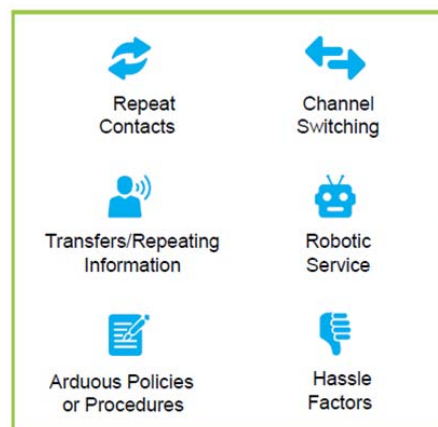 Repeat
Contacts
Channel
Switching
Transfers/Repeating
Information
Robotic
Service
Arduous Policies
or Procedures
Hassle
Factors